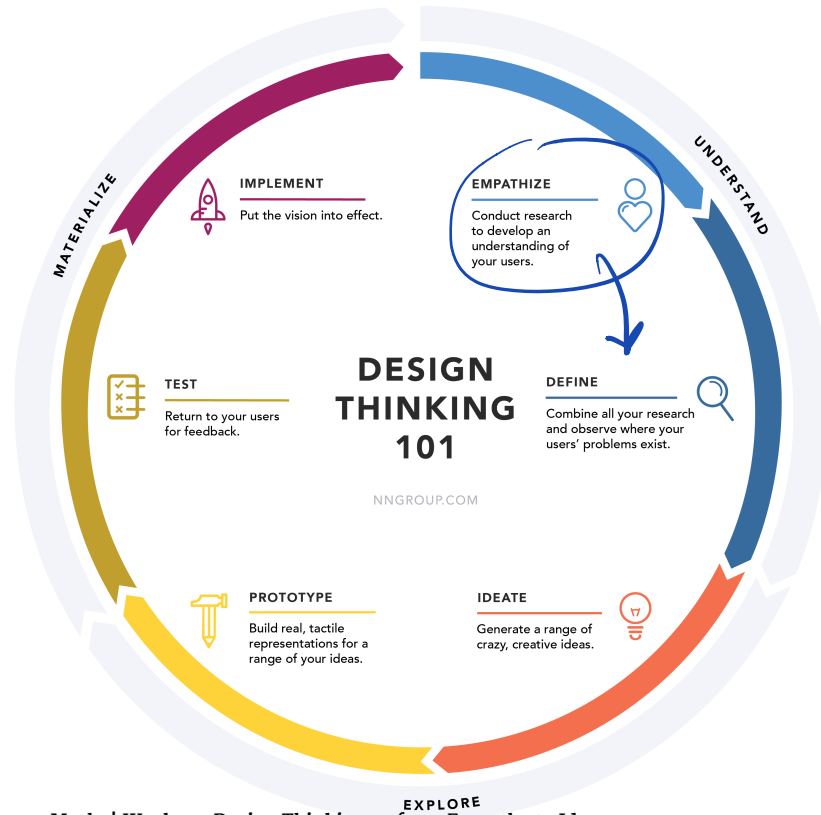 MATERIALIZE
UNDERSTAND
IMPLEMENT
Put the vision into effect.
EMPATHIZE
Conduct research
to develop an
understanding of
your users.
TEST
Return to your users
for feedback.
DESIGN
THINKING
101
NNGROUP.COM
DEFINE
Combine all your research
and observe where your
users’ problems exist.
PROTOTYPE
Build real, tactile
representations for a
range of your ideas.
IDEATE
Generate a range of
crazy, creative ideas.
EXPLORE